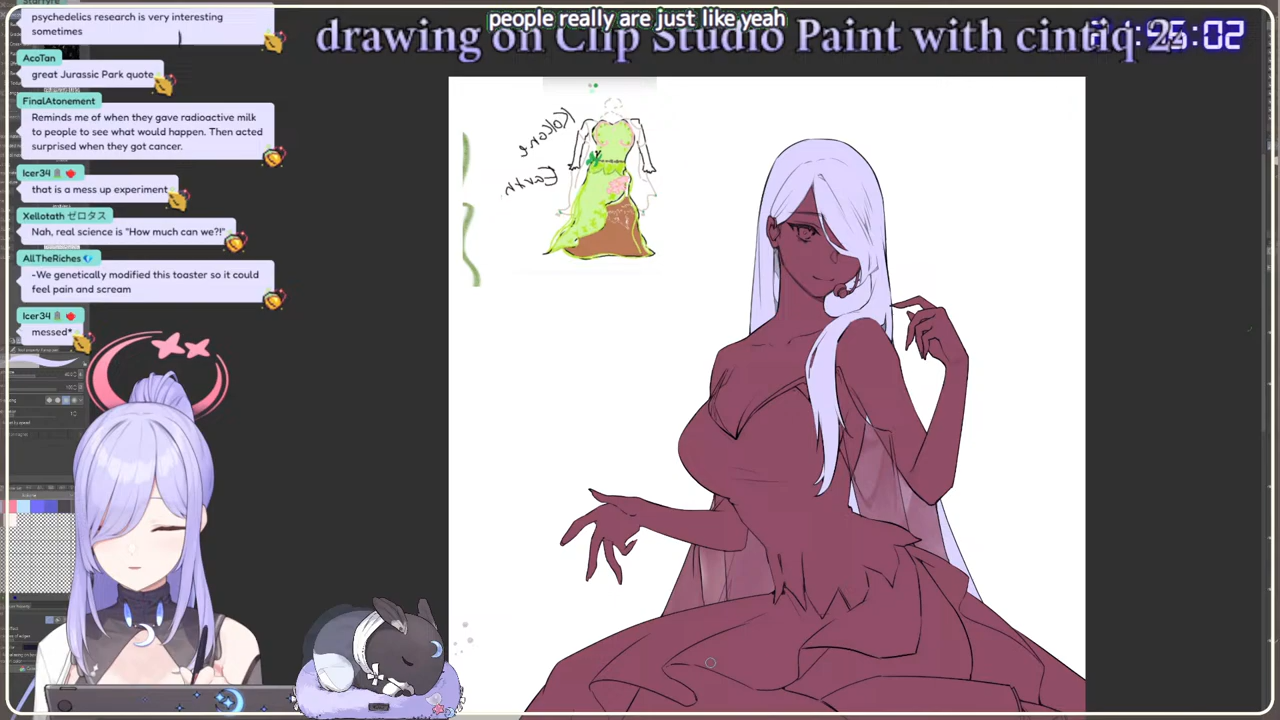 people really are just like yeah
drawing on Clip Studio Paint with cintiq
:02
psychedelics research is very interesting
sometimes
AcoTan
great Jurassic Park quote
FinalAtonement
Reminds me of when they gave radioactive milk
to people to see what would happen. Then acted
surprised when they got cancer.
Icer34
that is a mess up experiment
Xellotath ゼロタス
Nah, real science is "How much can we?!"
AllTheRiches
-We genetically modified this toaster so it could
feel pain and scream
Icer34
messed*
Earth